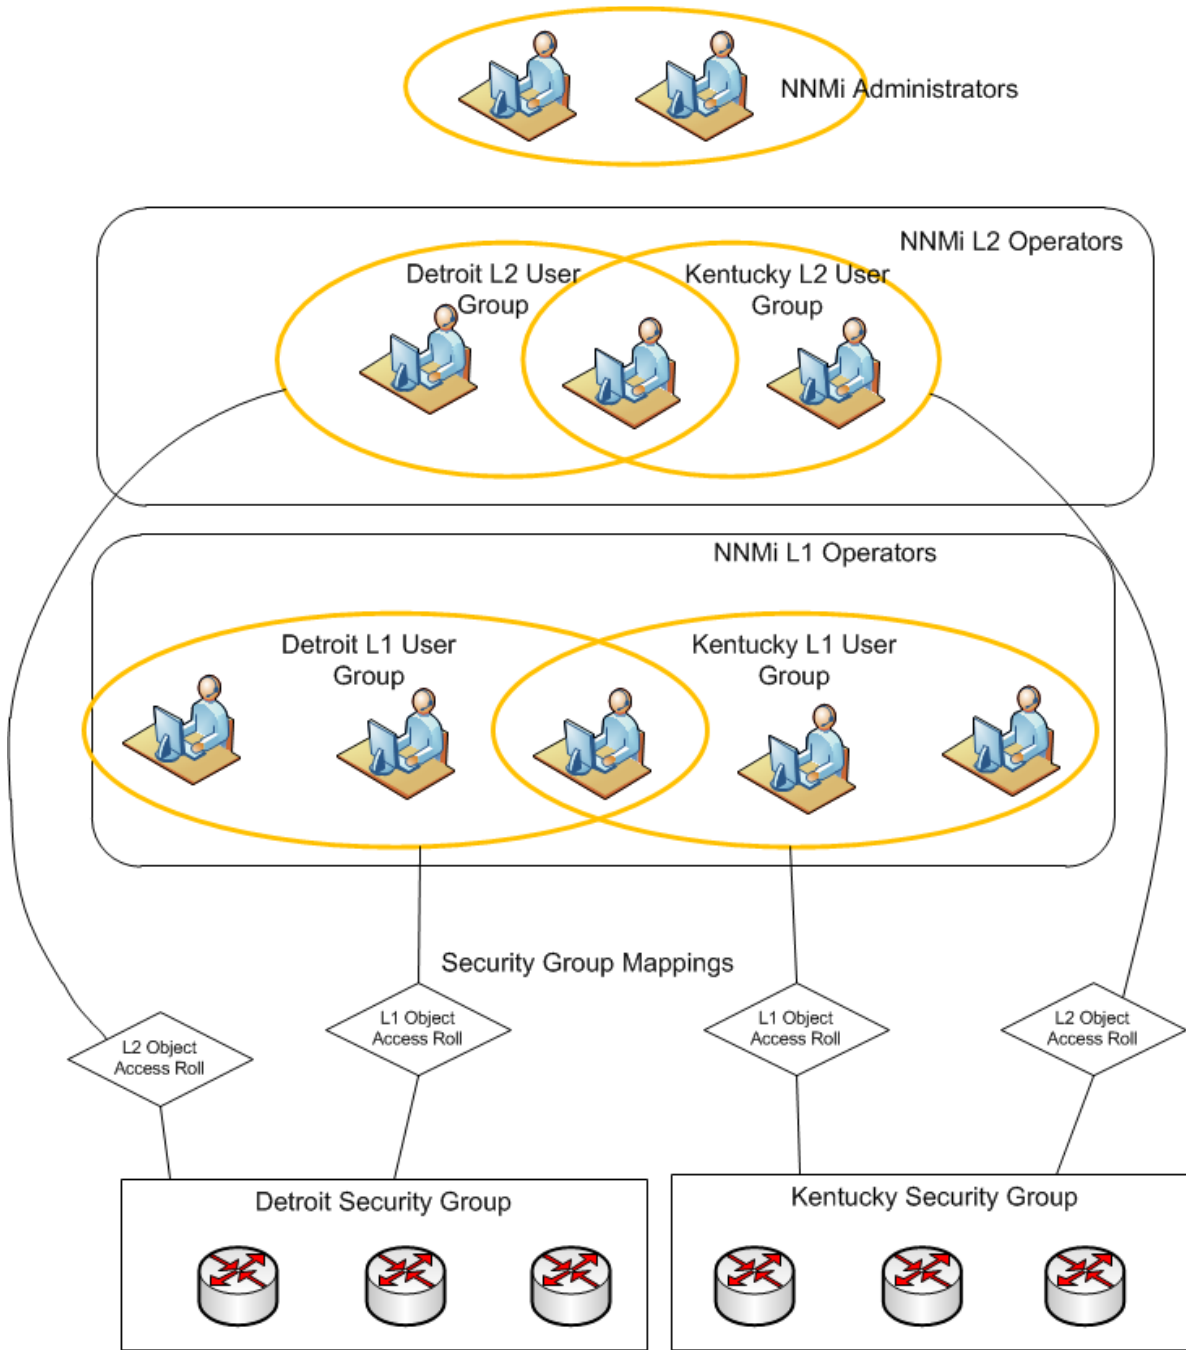 NNMi Administrators
NNMi L2 Operators
Detroit L2 User
Group
Kentucky L2 User
Group
NNMi L1 Operators
Detroit L1 User
Group
Kentucky L1 User
Group
Security Group Mappings
L2 Object
Access Roll
L1 Object
Access Roll
L1 Object
Access Roll
L2 Object
Access Roll
Detroit Security Group
Kentucky Security Group